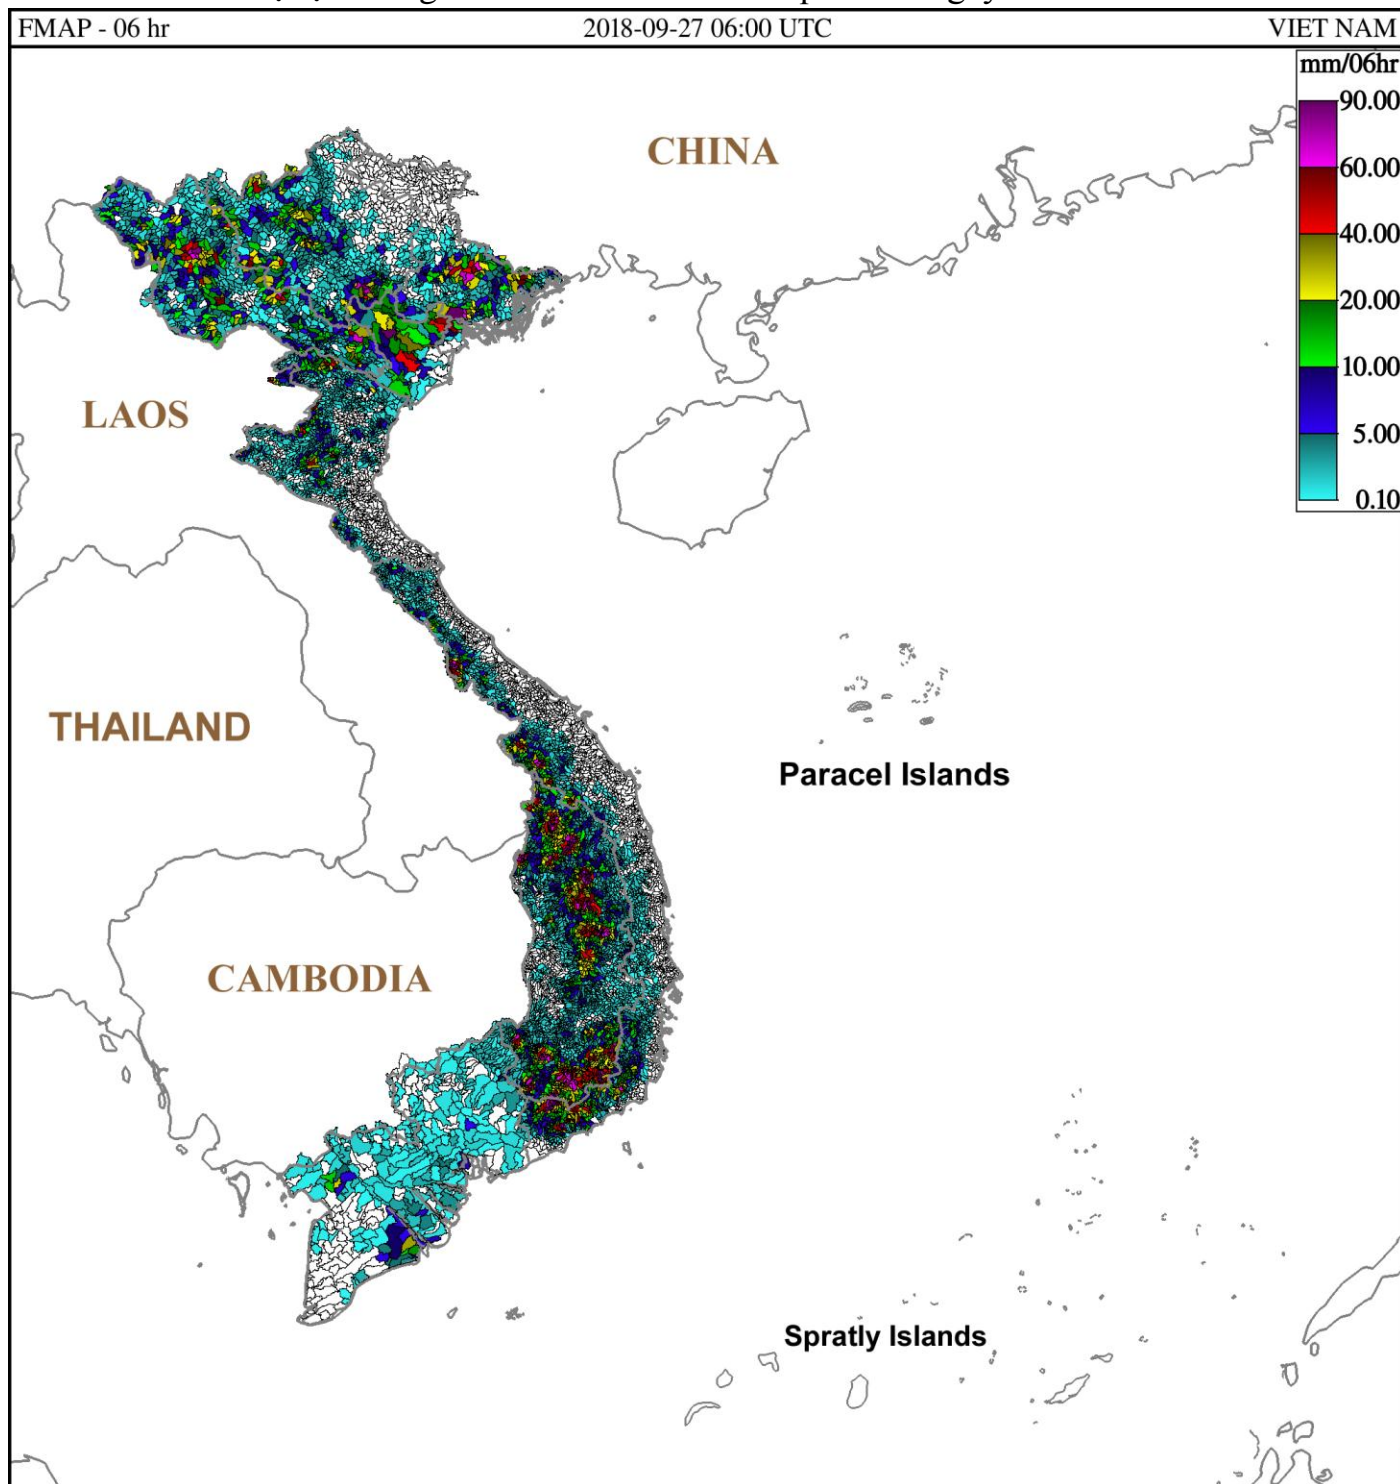 FMAP - 06 hr 2018-09-27 06:00 UTC VIET NAM
mm/06hr
90.00
60.00
40.00
20.00
10.00
5.00
0.10
CHINA
LAOS
THAILAND
Paracel Islands
CAMBODIA
Spratly Islands